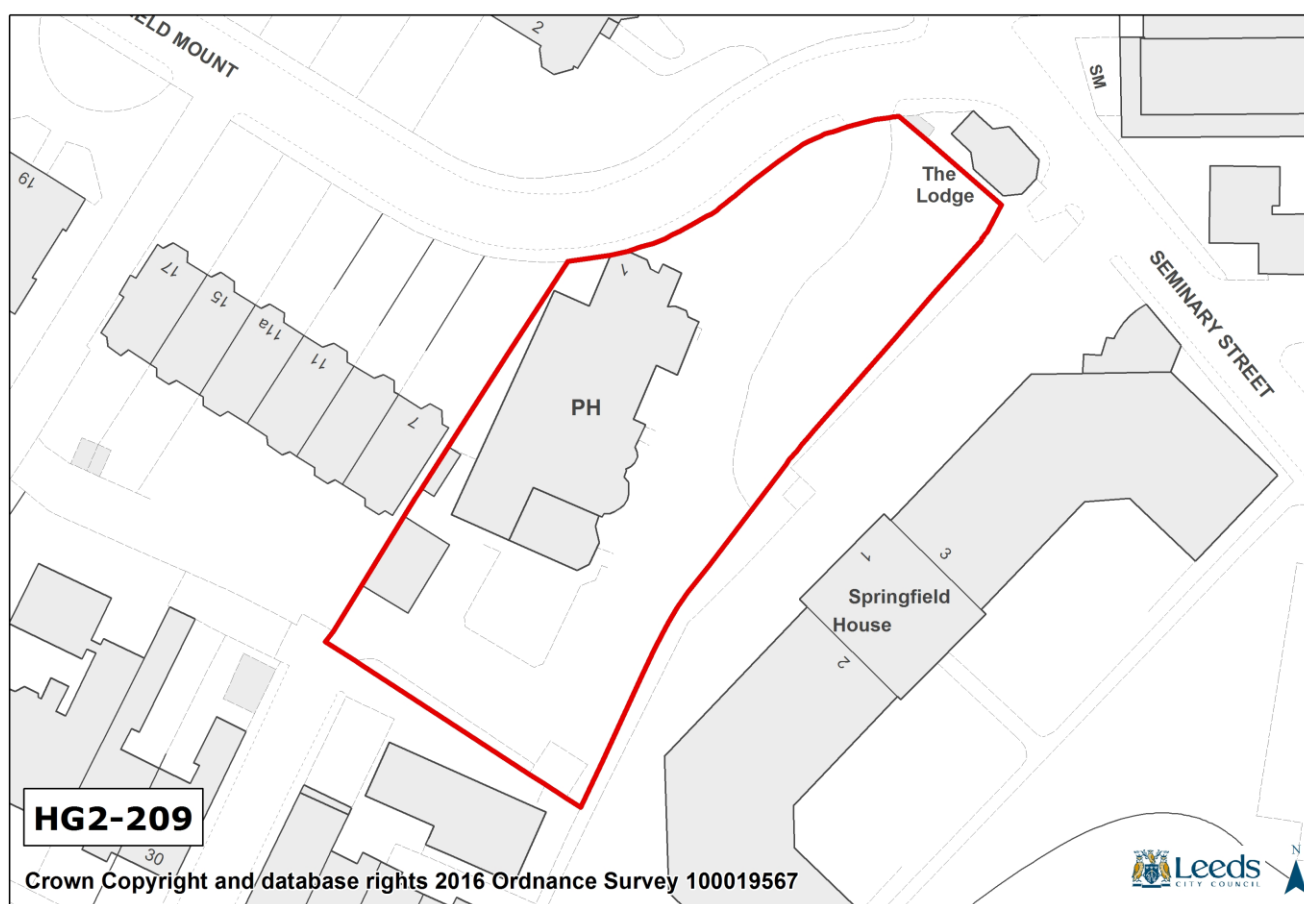 IELD MOUNT
2
SM
The
Lodge
19
17
15
11a
11
7
1
PH
SEMINARY STREET
1
3
Springfield
House
2
HG2-209
30
Crown Copyright and database rights 2016 Ordnance Survey 100019567
Leeds
CITY COUNCIL
N